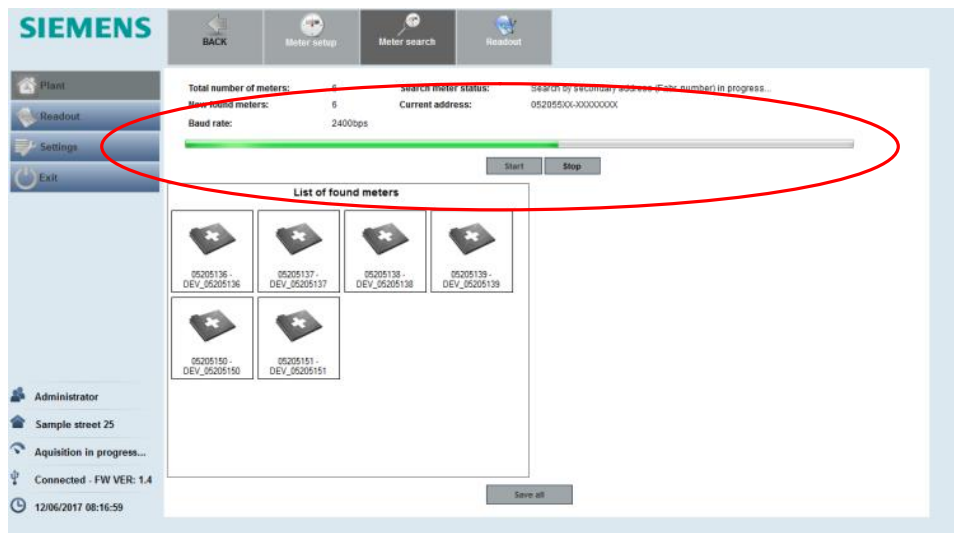 SIEMENS
BACK
Meter setup
Meter search
Readout
Plant
Readout
Settings
Exit
Total number of meters: 6 Search meter status: Search by secondary address (Fabr. number) in progress...
New found meters: 6 Current address: 052055XX-XXXXXXXX
Baud rate: 2400bps
Start Stop
List of found meters
05205136 - 05205137 - 05205138 - 05205139 -
DEV_05205136 DEV_05205137 DEV_05205138 DEV_05205139
05205150 - 05205151 -
DEV_05205150 DEV_05205151
Save all
Administrator
Sample street 25
Aquisition in progress...
Connected - FW VER: 1.4
12/06/2017 08:16:59